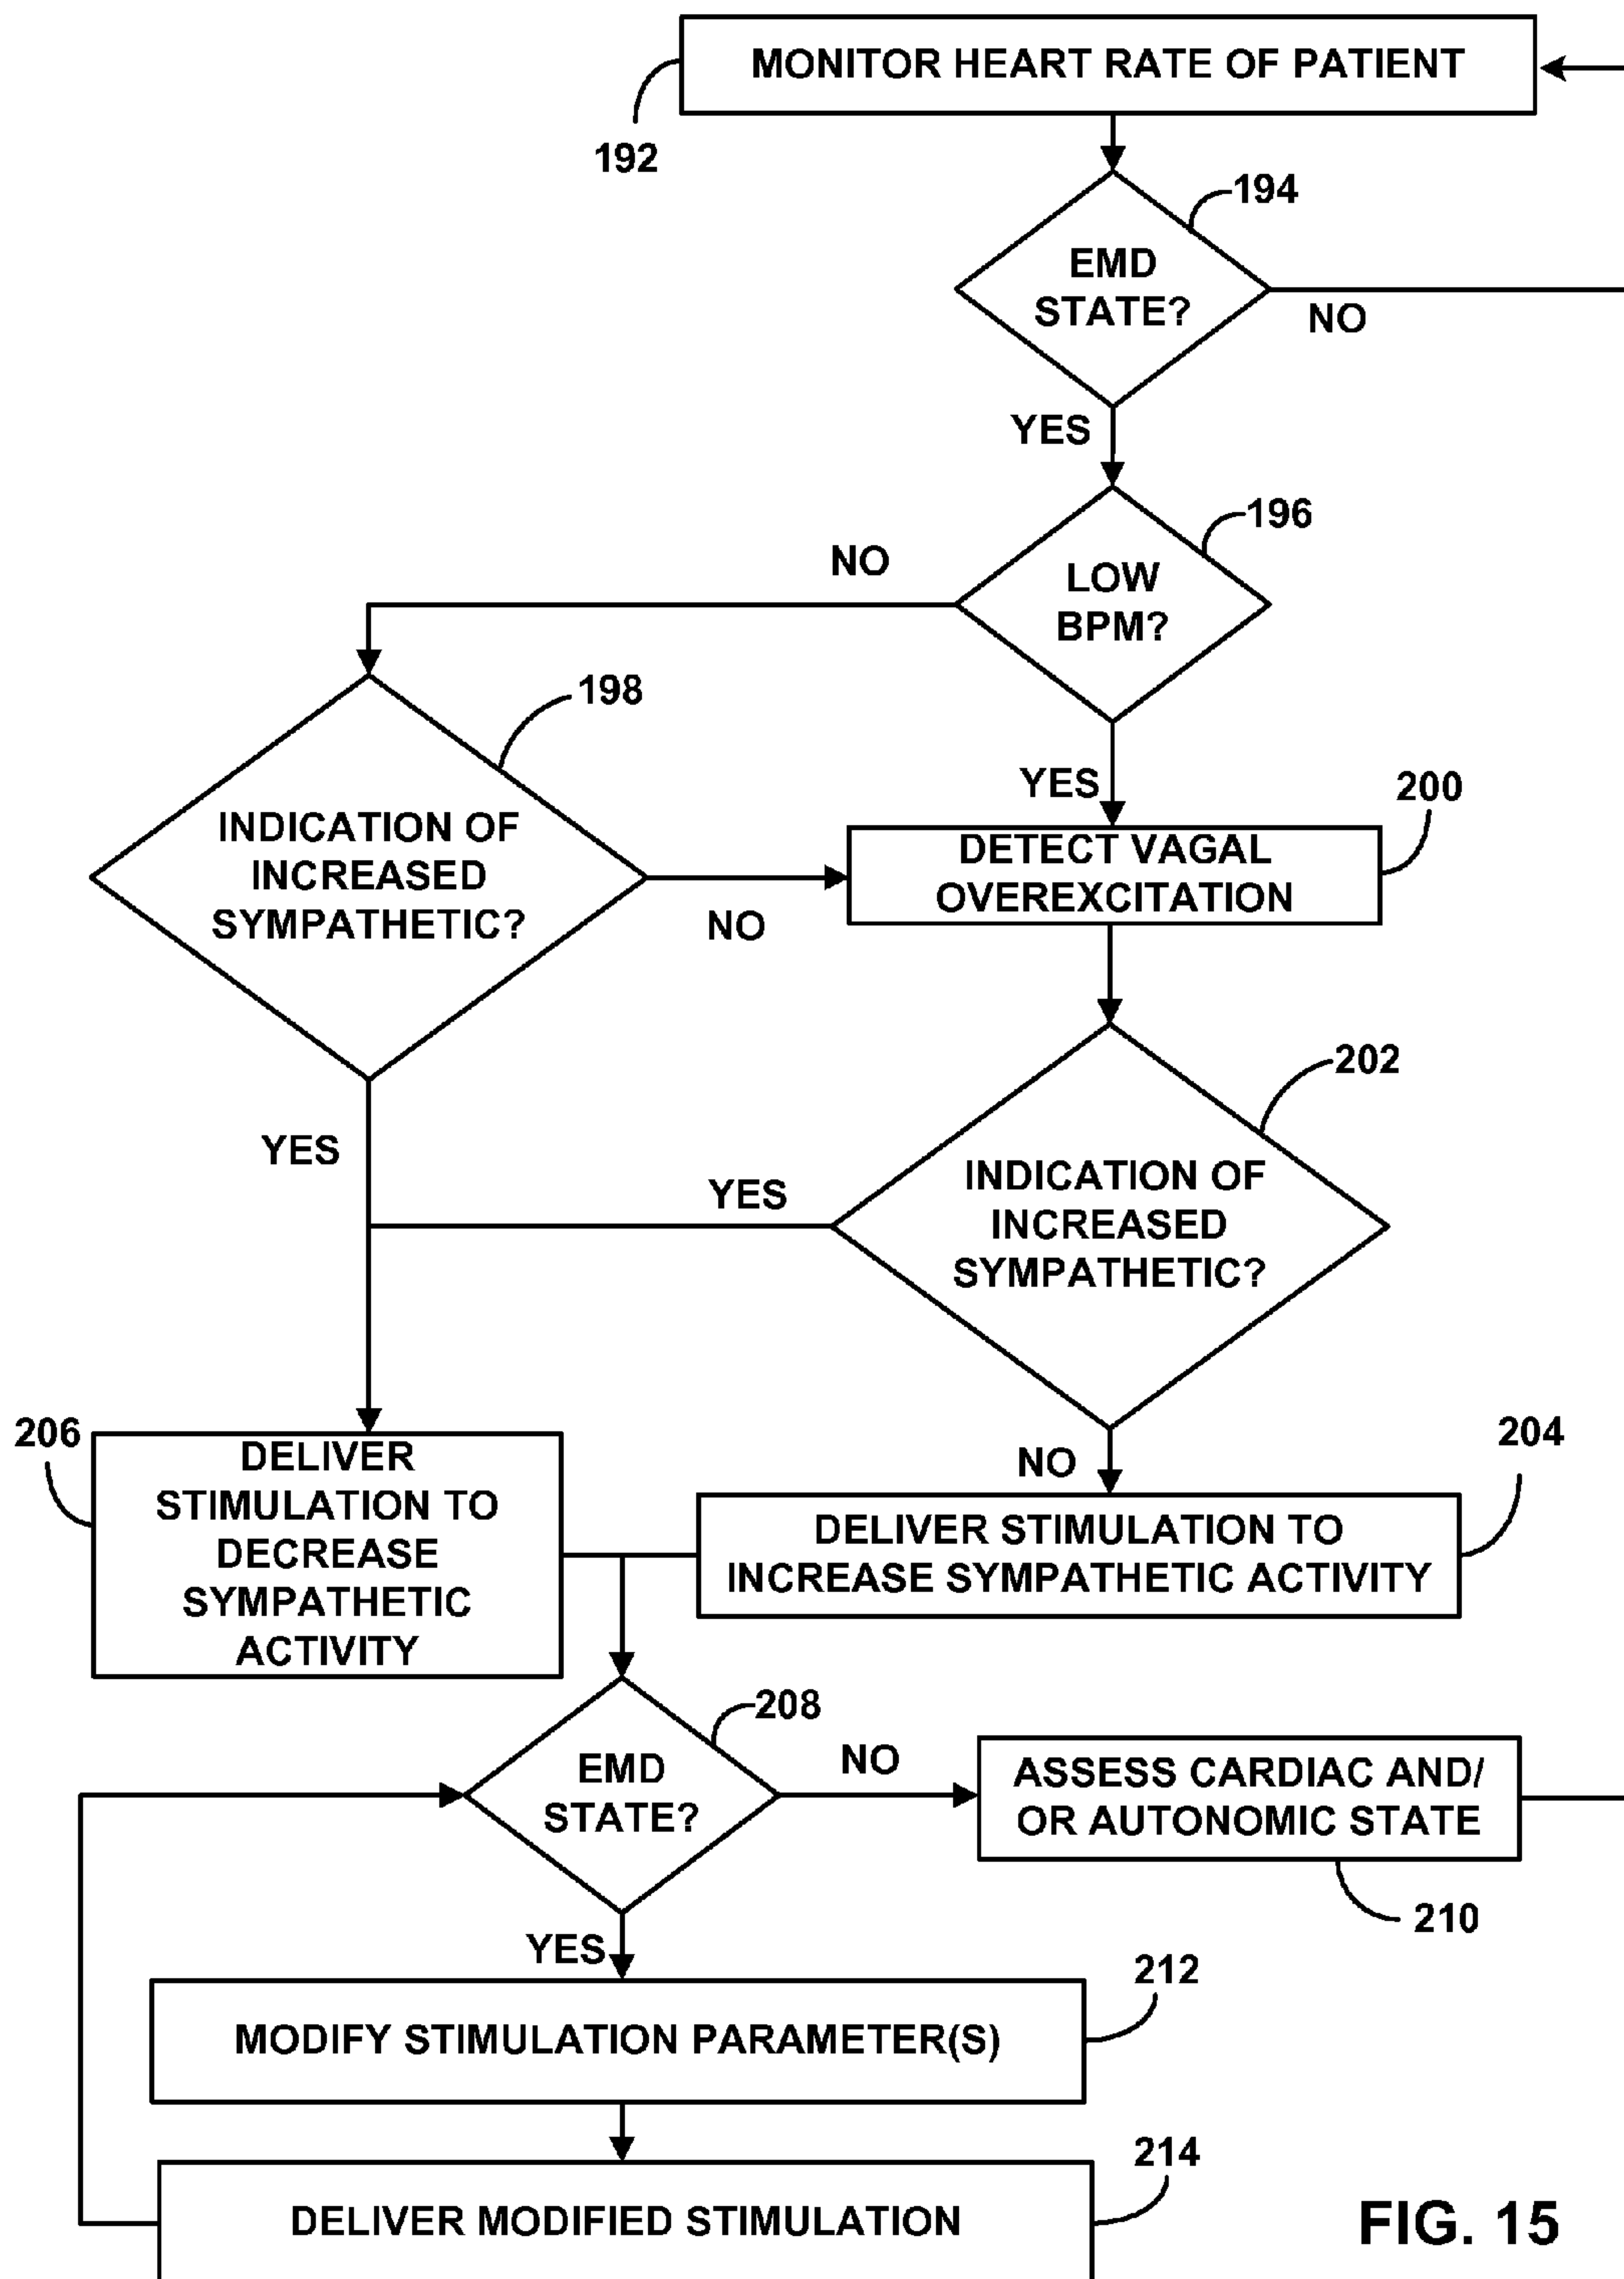 MONITOR HEART RATE OF PATIENT
192
194
EMD
STATE?
NO
YES
196
NO
LOW
BPM?
198
YES
200
INDICATION OF
INCREASED
SYMPATHETIC?
DETECT VAGAL
OVEREXCITATION
NO
202
YES
YES
INDICATION OF
INCREASED
SYMPATHETIC?
206
204
NO
DELIVER
STIMULATION TO
DECREASE
SYMPATHETIC
ACTIVITY
DELIVER STIMULATION TO
INCREASE SYMPATHETIC ACTIVITY
208
EMD
STATE?
NO
ASSESS CARDIAC AND/
OR AUTONOMIC STATE
210
YES
212
MODIFY STIMULATION PARAMETER(S)
214
DELIVER MODIFIED STIMULATION
FIG. 15